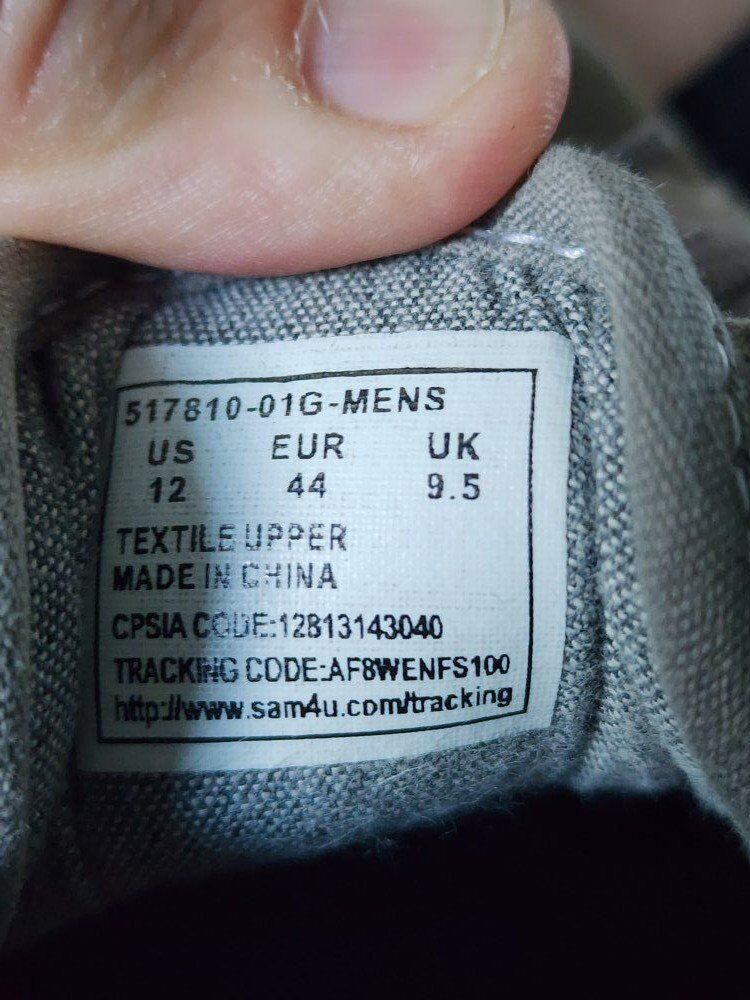 517810-01G-MENS
US EUR UK
12 44 9.5
TEXTILE UPPER
MADE IN CHINA
CPSIA CODE:12813143040
TRACKING CODE:AF8WENFS100
http://www.sam4u.com/tracking